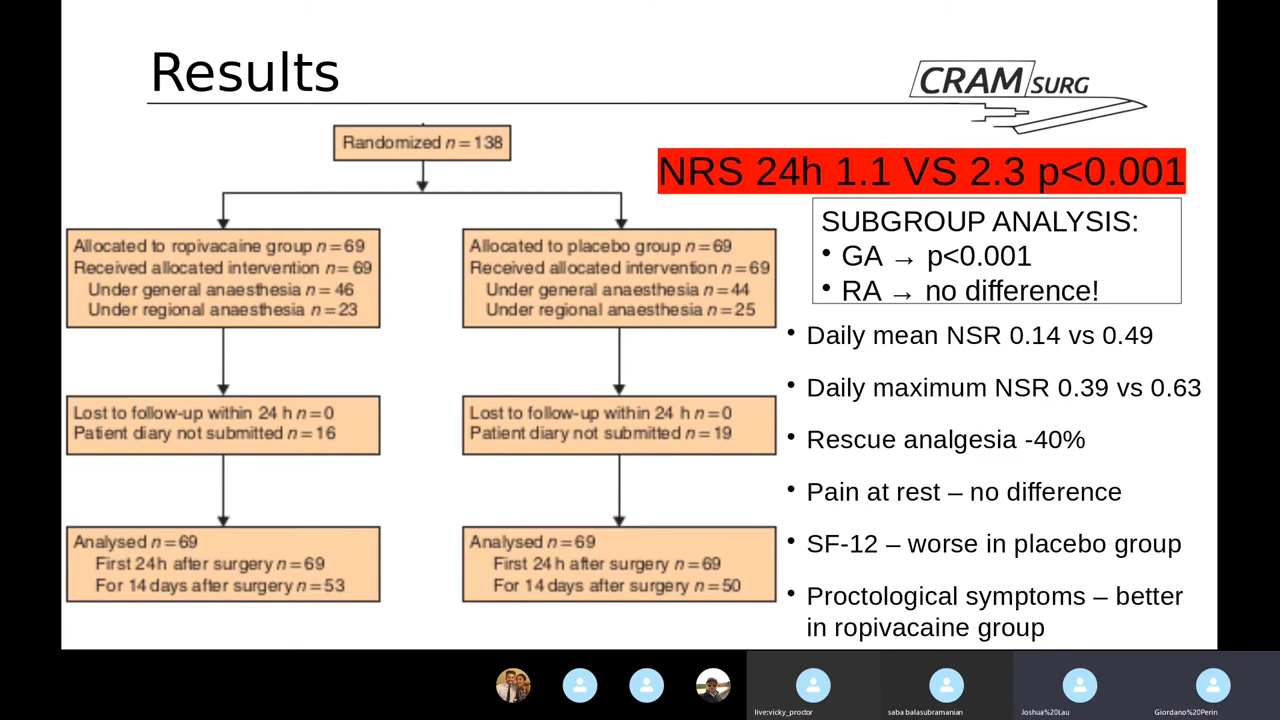 Results
CRAM SURG
Randomized n=138
NRS 24h 1.1 VS 2.3 p<0.001
SUBGROUP ANALYSIS:
• GA → p<0.001
• RA → no difference!
Allocated to ropivacaine group n=69
Received allocated intervention n=69
Under general anaesthesia n=46
Under regional anaesthesia n=23
Allocated to placebo group n=69
Received allocated intervention n=69
Under general anaesthesia n=44
Under regional anaesthesia n=25
Lost to follow-up within 24 h n=0
Patient diary not submitted n=16
Lost to follow-up within 24 h n=0
Patient diary not submitted n=19
Analysed n=69
First 24h after surgery n=69
For 14 days after surgery n=53
Analysed n=69
First 24h after surgery n=69
For 14 days after surgery n=50
• Daily mean NSR 0.14 vs 0.49
• Daily maximum NSR 0.39 vs 0.63
• Rescue analgesia -40%
• Pain at rest – no difference
• SF-12 – worse in placebo group
• Proctological symptoms – better
in ropivacaine group
live:vicky_proctor
saba balasubramanian
Joshua%20Lau
Giordano%20Perin